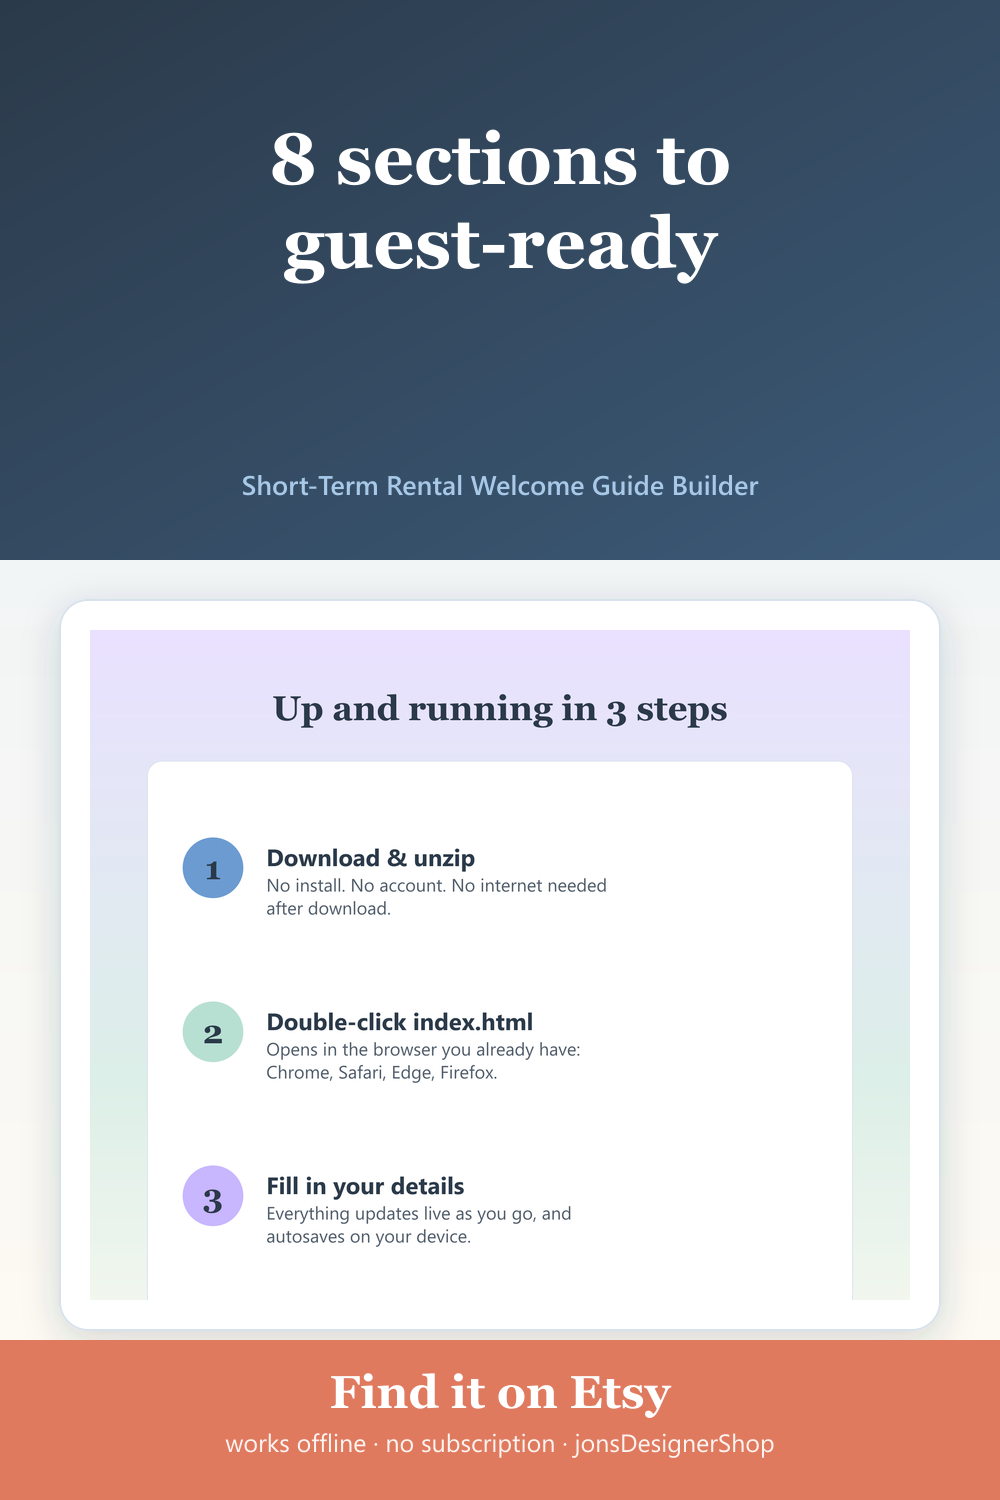 8 sections to
guest-ready
Short-Term Rental Welcome Guide Builder
Up and running in 3 steps
1
Download & unzip
No install. No account. No internet needed
after download.
2
Double-click index.html
Opens in the browser you already have:
Chrome, Safari, Edge, Firefox.
3
Fill in your details
Everything updates live as you go, and
autosaves on your device.
Find it on Etsy
works offline · no subscription · jonsDesignerShop